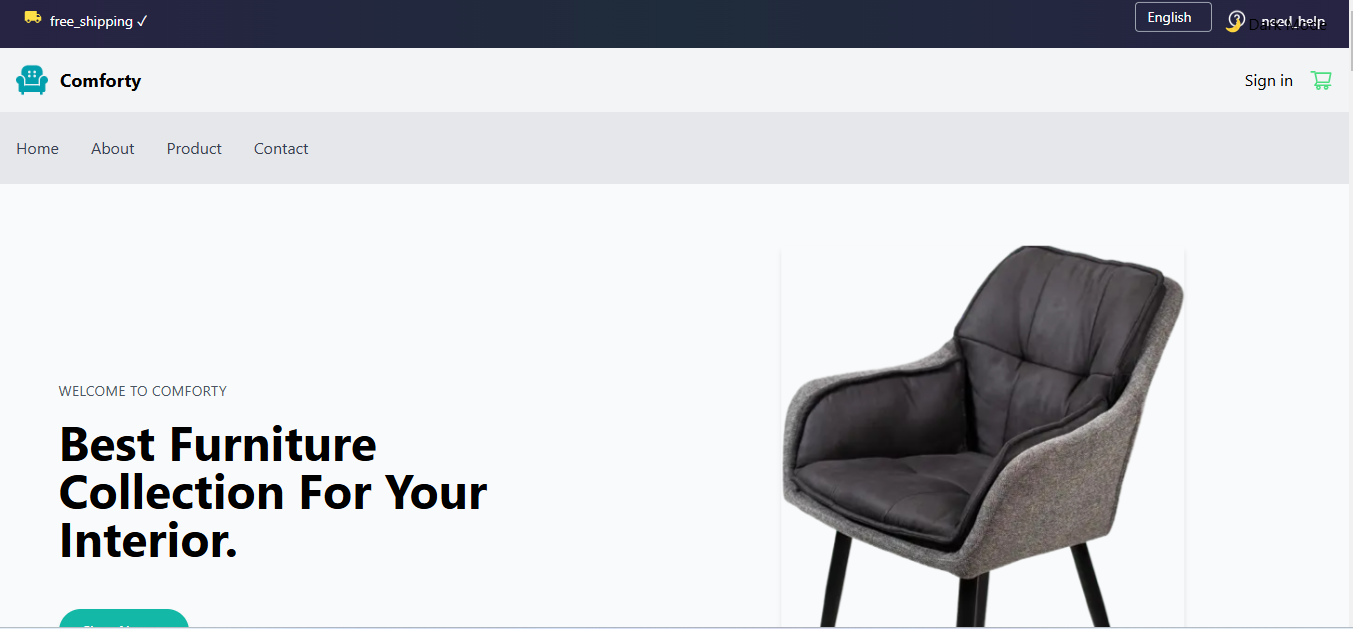 free_shipping ✓
English
need_help
Dark Mode
Comforty
Sign in
Home About Product Contact
WELCOME TO COMFORTY
Best Furniture
Collection For Your
Interior.